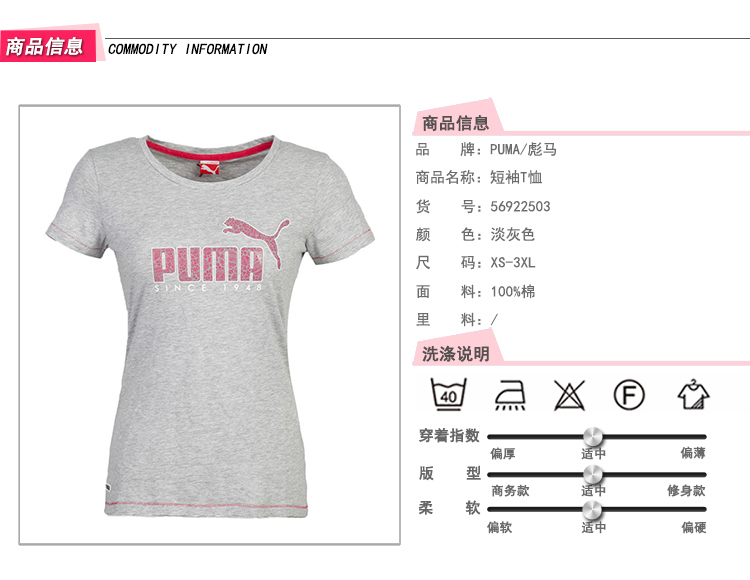 商品信息 COMMODITY INFORMATION
PUMA
SINCE 1948
商品信息
品 牌：PUMA/彪马
商品名称：短袖T恤
货 号：56922503
颜 色：淡灰色
尺 码：XS-3XL
面 料：100%棉
里 料：/
洗涤说明
40 F
穿着指数
偏厚 适中 偏薄
版 型
商务款 适中 修身款
柔 软
偏软 适中 偏硬